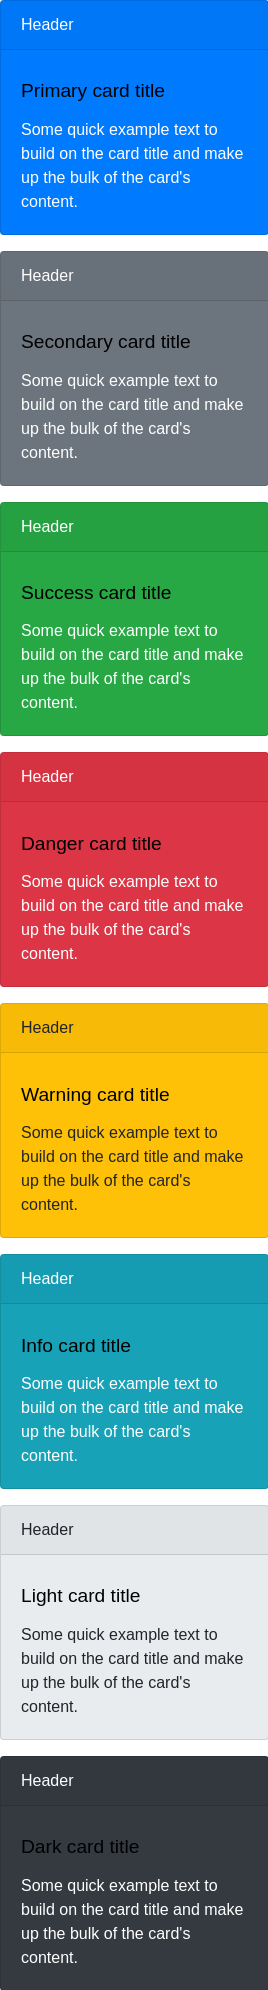 Header
Primary card title
Some quick example text to
build on the card title and make
up the bulk of the card's
content.
Header
Secondary card title
Some quick example text to
build on the card title and make
up the bulk of the card's
content.
Header
Success card title
Some quick example text to
build on the card title and make
up the bulk of the card's
content.
Header
Danger card title
Some quick example text to
build on the card title and make
up the bulk of the card's
content.
Header
Warning card title
Some quick example text to
build on the card title and make
up the bulk of the card's
content.
Header
Info card title
Some quick example text to
build on the card title and make
up the bulk of the card's
content.
Header
Light card title
Some quick example text to
build on the card title and make
up the bulk of the card's
content.
Header
Dark card title
Some quick example text to
build on the card title and make
up the bulk of the card's
content.